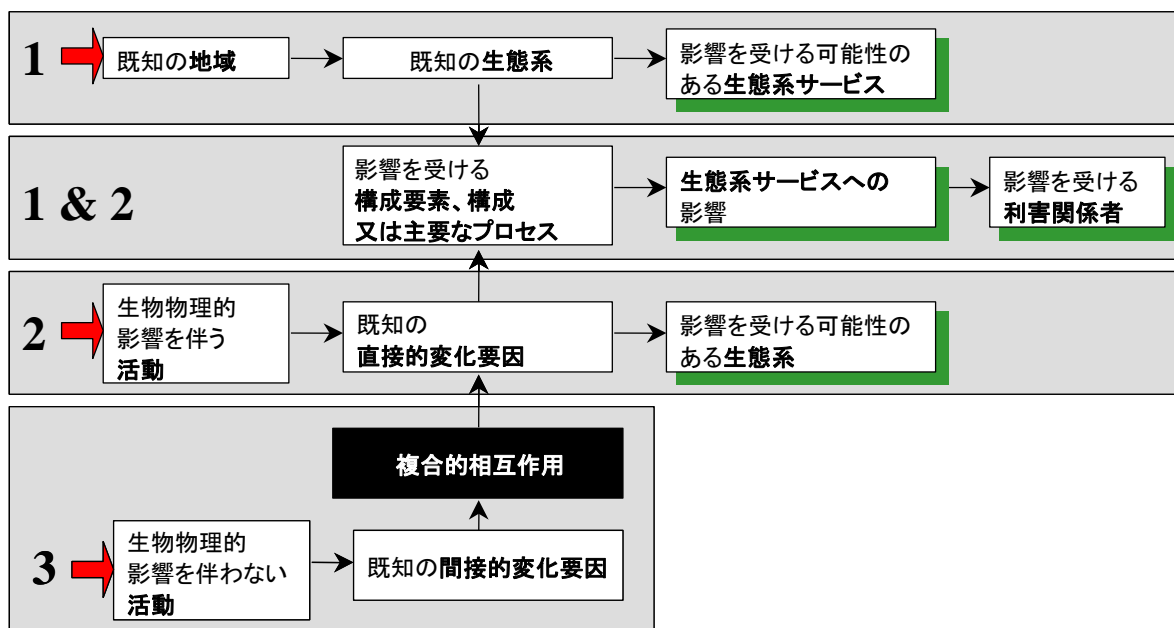 1
既知の地域
既知の生態系
影響を受ける可能性の
ある生態系サービス
1 & 2
影響を受ける
構成要素、構成
又は主要なプロセス
生態系サービスへの
影響
影響を受ける
利害関係者
2
生物物理的
影響を伴う
活動
既知の
直接的変化要因
影響を受ける可能性の
ある生態系
複合的相互作用
3
生物物理的
影響を伴わない
活動
既知の間接的変化要因